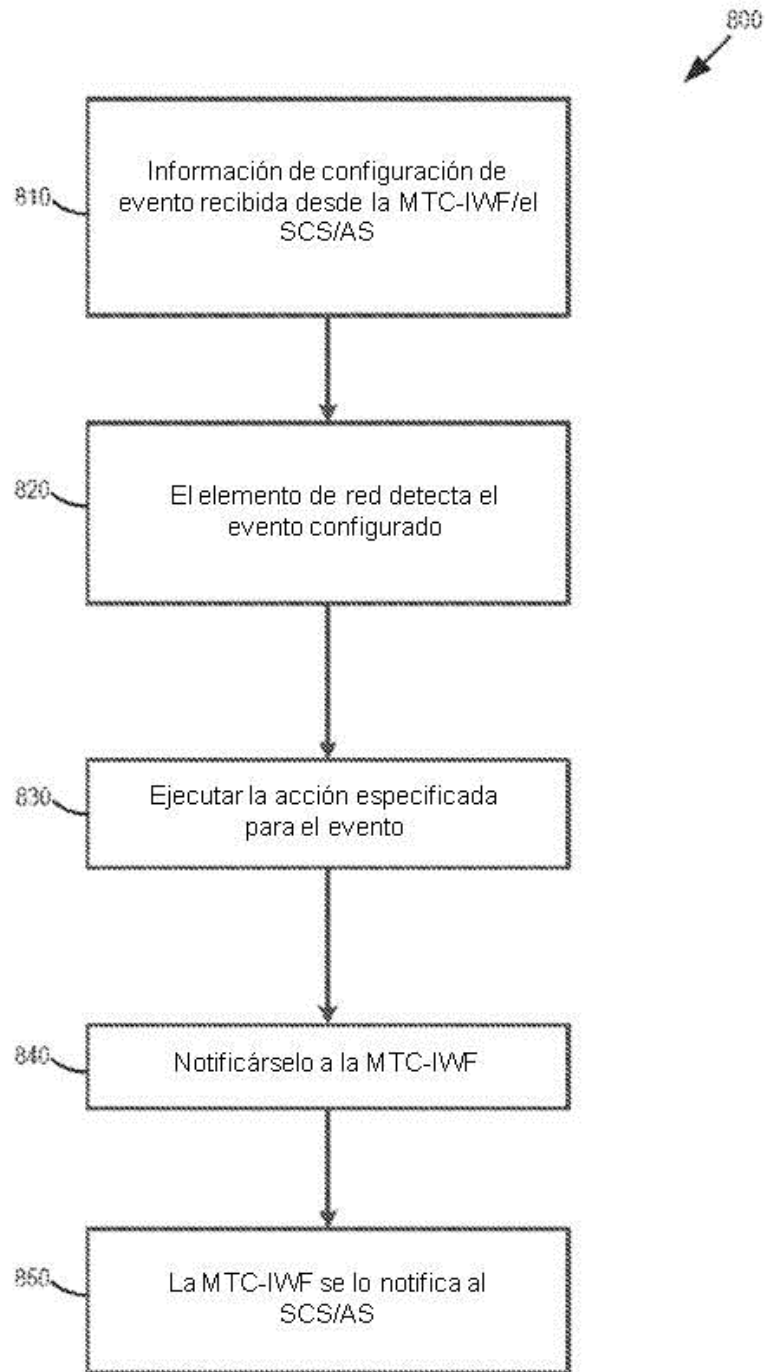 800
810
Información de configuración de
evento recibida desde la MTC-IWF/el
SCS/AS
820
El elemento de red detecta el
evento configurado
830
Ejecutar la acción especificada
para el evento
840
Notificárselo a la MTC-IWF
850
La MTC-IWF se lo notifica al
SCS/AS